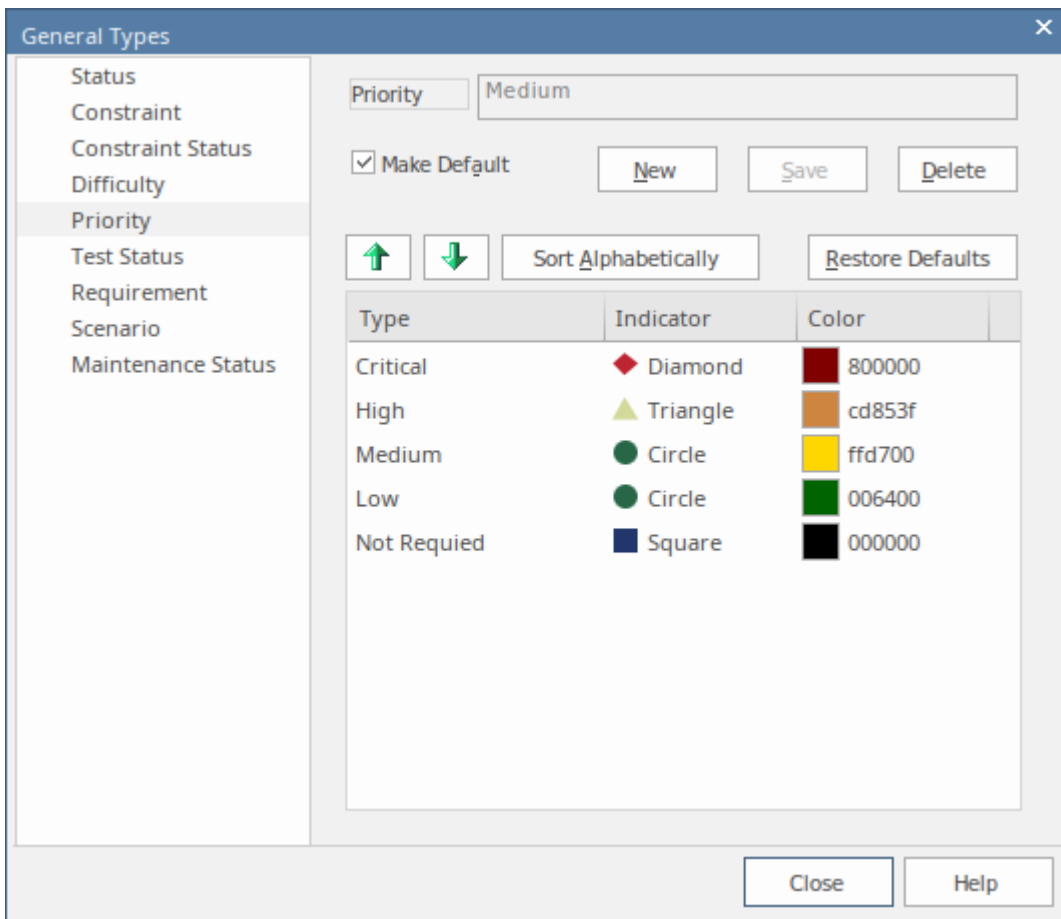 General Types
Status
Constraint
Constraint Status
Difficulty
Priority
Test Status
Requirement
Scenario
Maintenance Status
Priority Medium
Make Default New Save Delete
Sort Alphabetically Restore Defaults
Type Indicator Color
Critical Diamond 800000
High Triangle cd853f
Medium Circle ffd700
Low Circle 006400
Not Requied Square 000000
Close Help